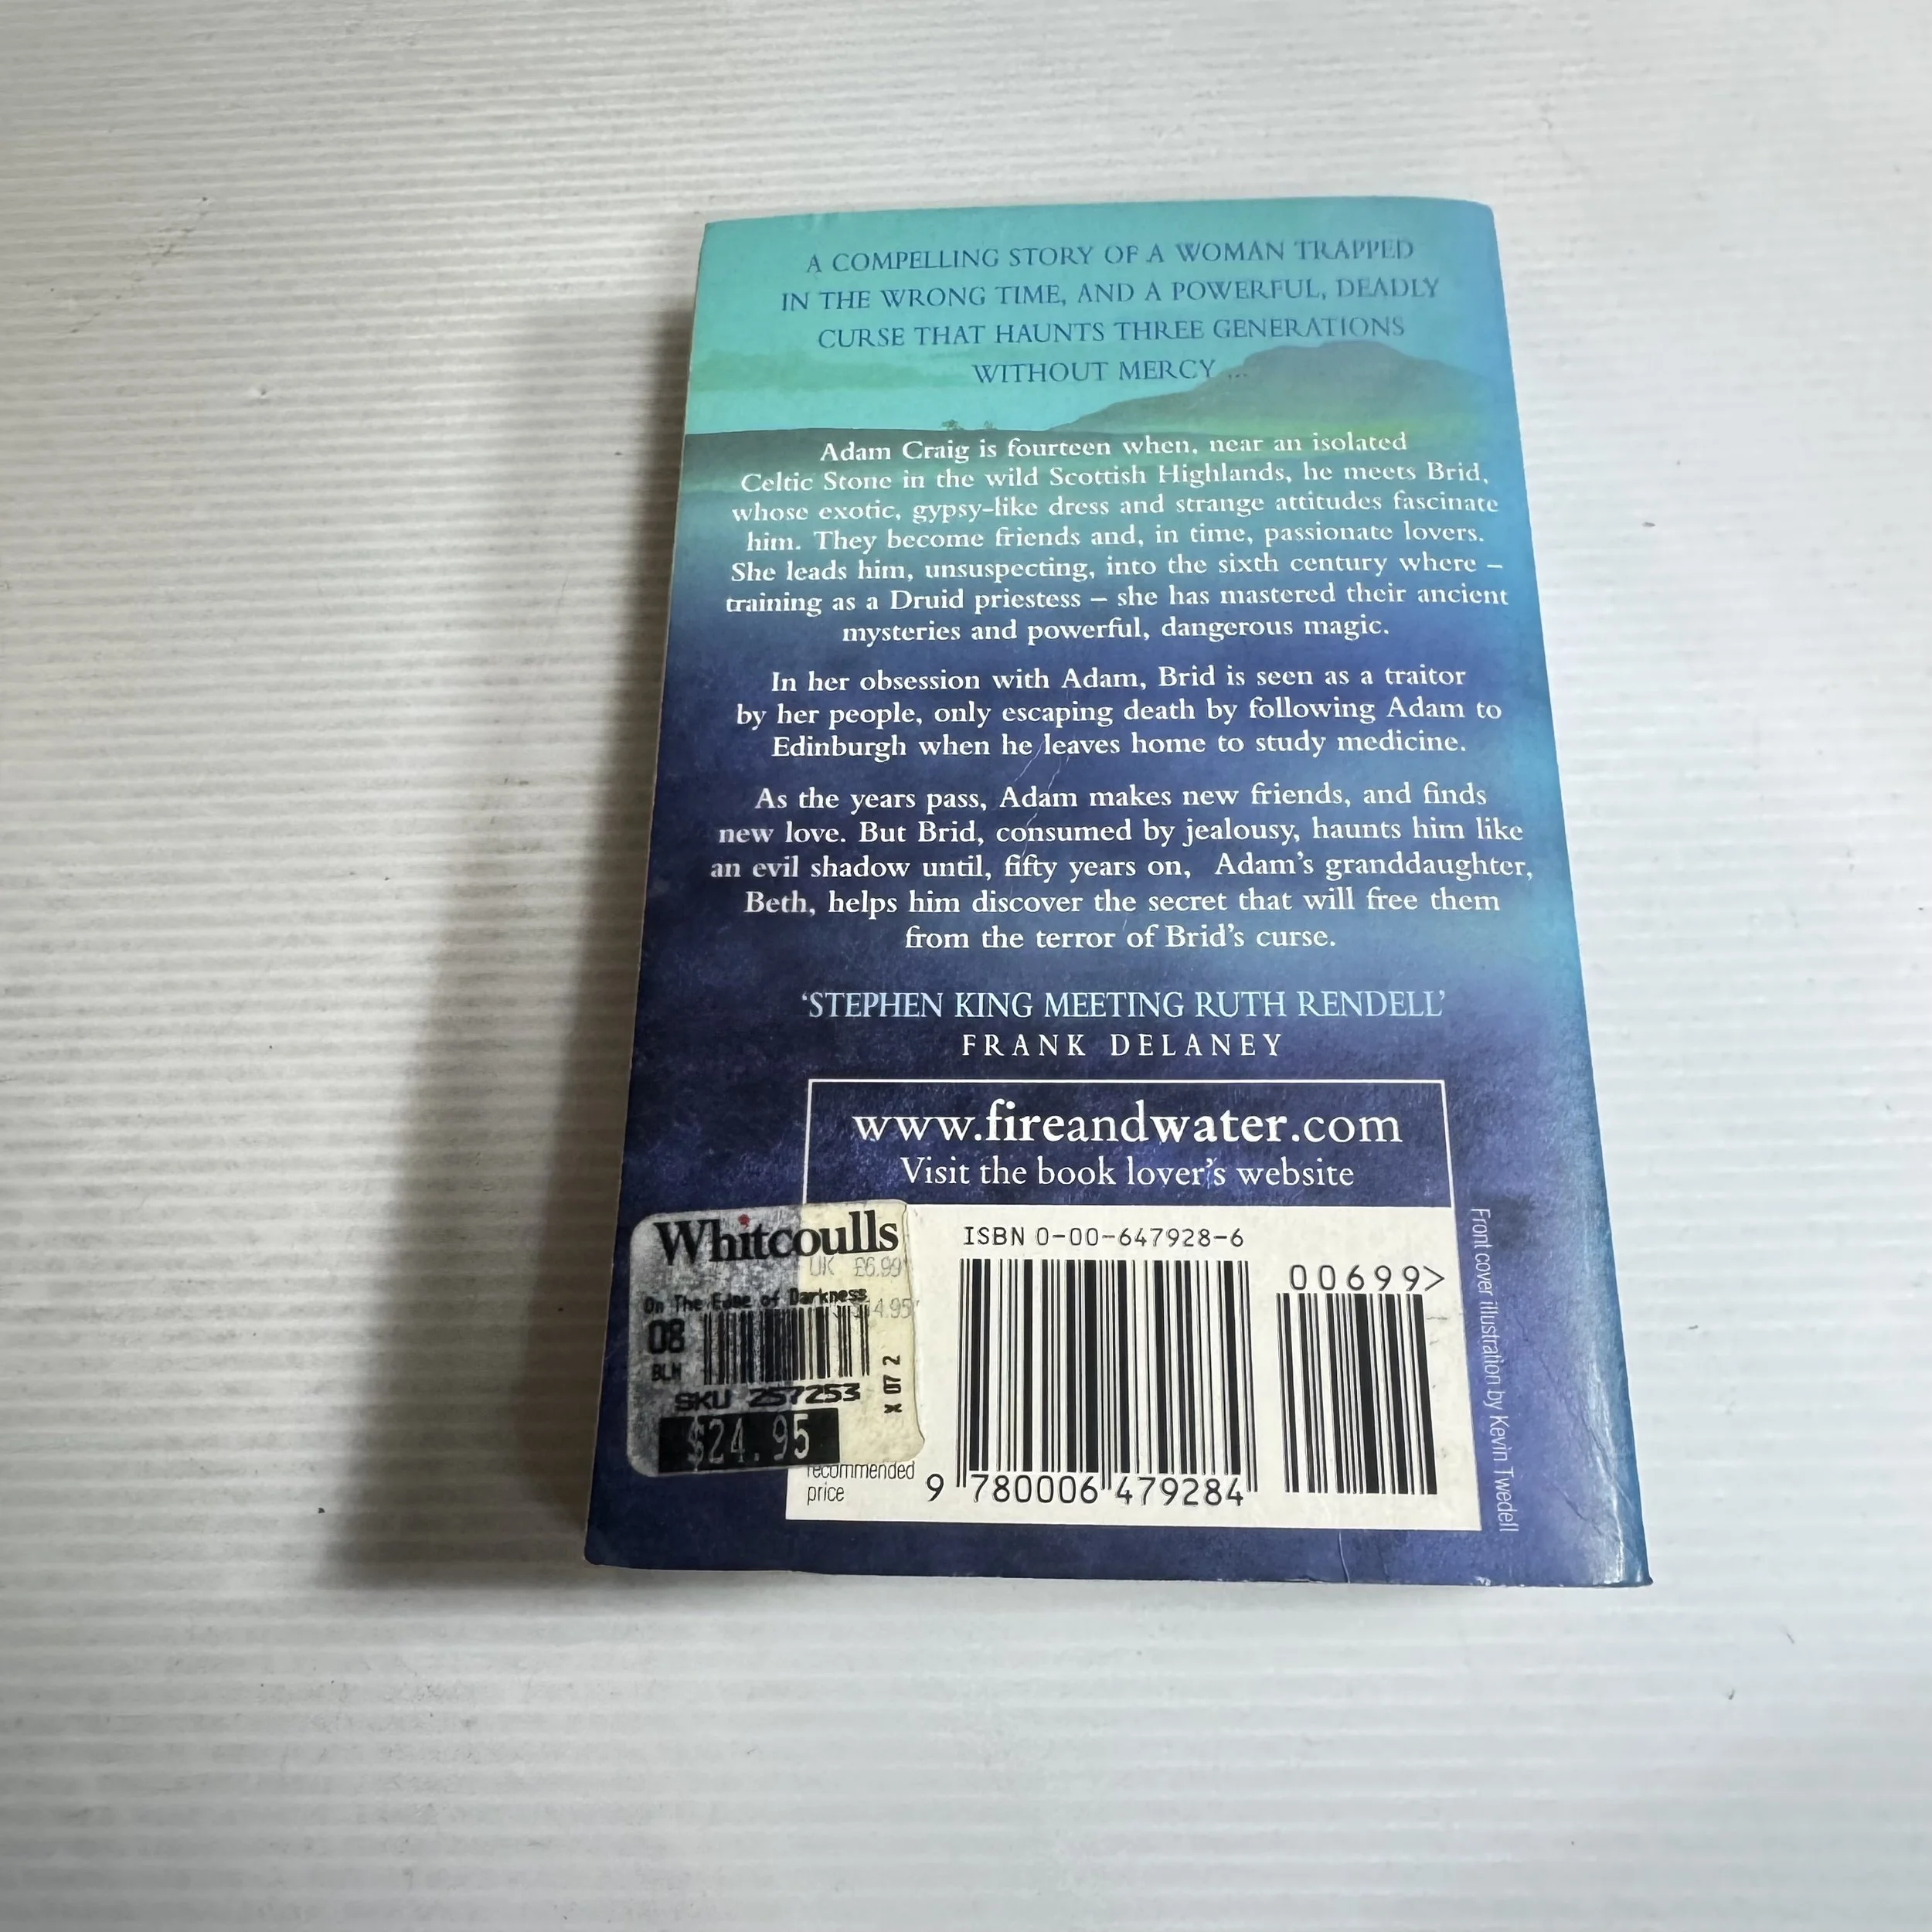 A COMPELLING STORY OF A WOMAN TRAPPED
IN THE WRONG TIME, AND A POWERFUL, DEADLY
CURSE THAT HAUNTS THREE GENERATIONS
WITHOUT MERCY ...
Adam Craig is fourteen when, near an isolated
Celtic Stone in the wild Scottish Highlands, he meets Brid,
whose exotic, gypsy-like dress and strange attitudes fascinate
him. They become friends and, in time, passionate lovers.
She leads him, unsuspecting, into the sixth century where –
training as a Druid priestess – she has mastered their ancient
mysteries and powerful, dangerous magic.
In her obsession with Adam, Brid is seen as a traitor
by her people, only escaping death by following Adam to
Edinburgh when he leaves home to study medicine.
As the years pass, Adam makes new friends, and finds
new love. But Brid, consumed by jealousy, haunts him like
an evil shadow until, fifty years on, Adam's granddaughter,
Beth, helps him discover the secret that will free them
from the terror of Brid's curse.
'STEPHEN KING MEETING RUTH RENDELL'
FRANK DELANEY
www.fireandwater.com
Visit the book lover's website
Whitcoulls
UK £6.99
On The Edge of Darkness
4.95
08
BLM
X 07 2
SKU 257253
$24.95
recommended
price
ISBN 0-00-647928-6
00699>
9 780006 479284
Front cover illustration by Kevin Twedell